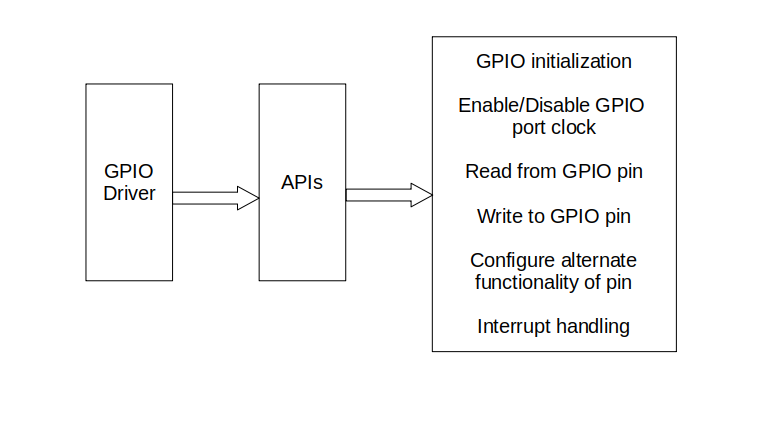 GPIO
Driver
APIs
GPIO initialization
Enable/Disable GPIO
port clock
Read from GPIO pin
Write to GPIO pin
Configure alternate
functionality of pin
Interrupt handling